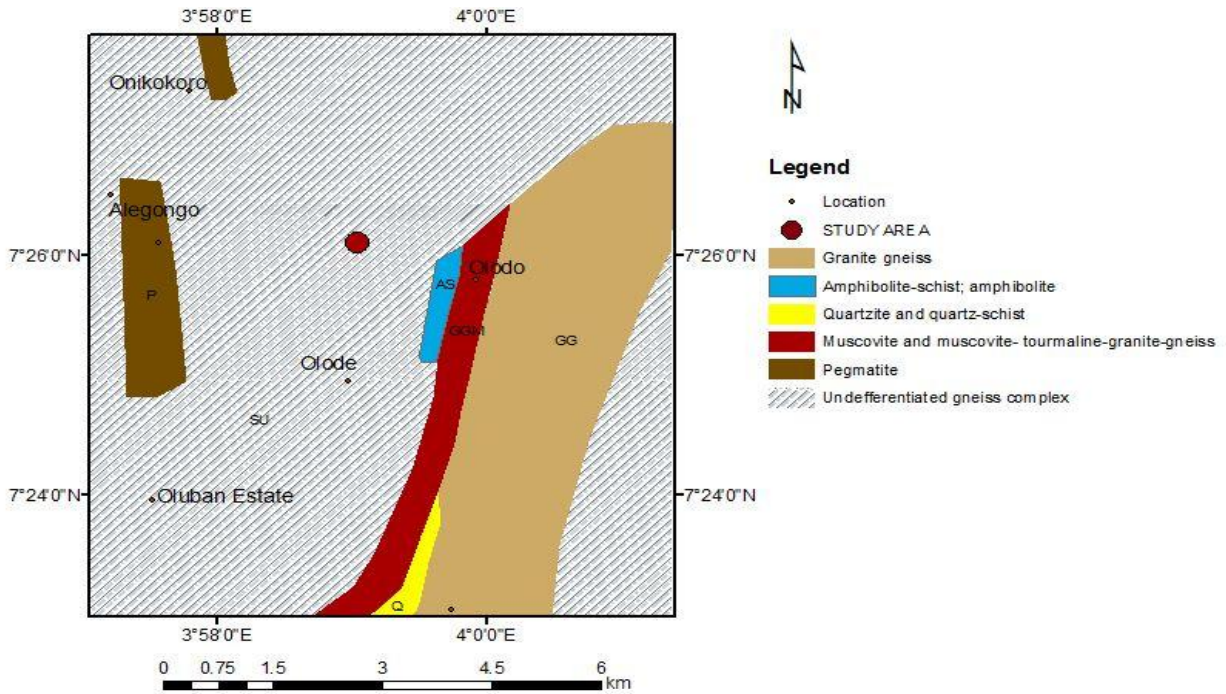 3°58'0"E 4°0'0"E
Onikokoro
Alegongo
7°26'0"N 7°26'0"N
Olodo
AS
P
GGM
GG
Olode
SU
7°24'0"N 7°24'0"N
Oluban Estate
Q
3°58'0"E 4°0'0"E
0 0.75 1.5 3 4.5 6
km
N
Legend
Location
STUDY AREA
Granite gneiss
Amphibolite-schist; amphibolite
Quartzite and quartz-schist
Muscovite and muscovite- tourmaline-granite-gneiss
Pegmatite
Undefferentiated gneiss complex